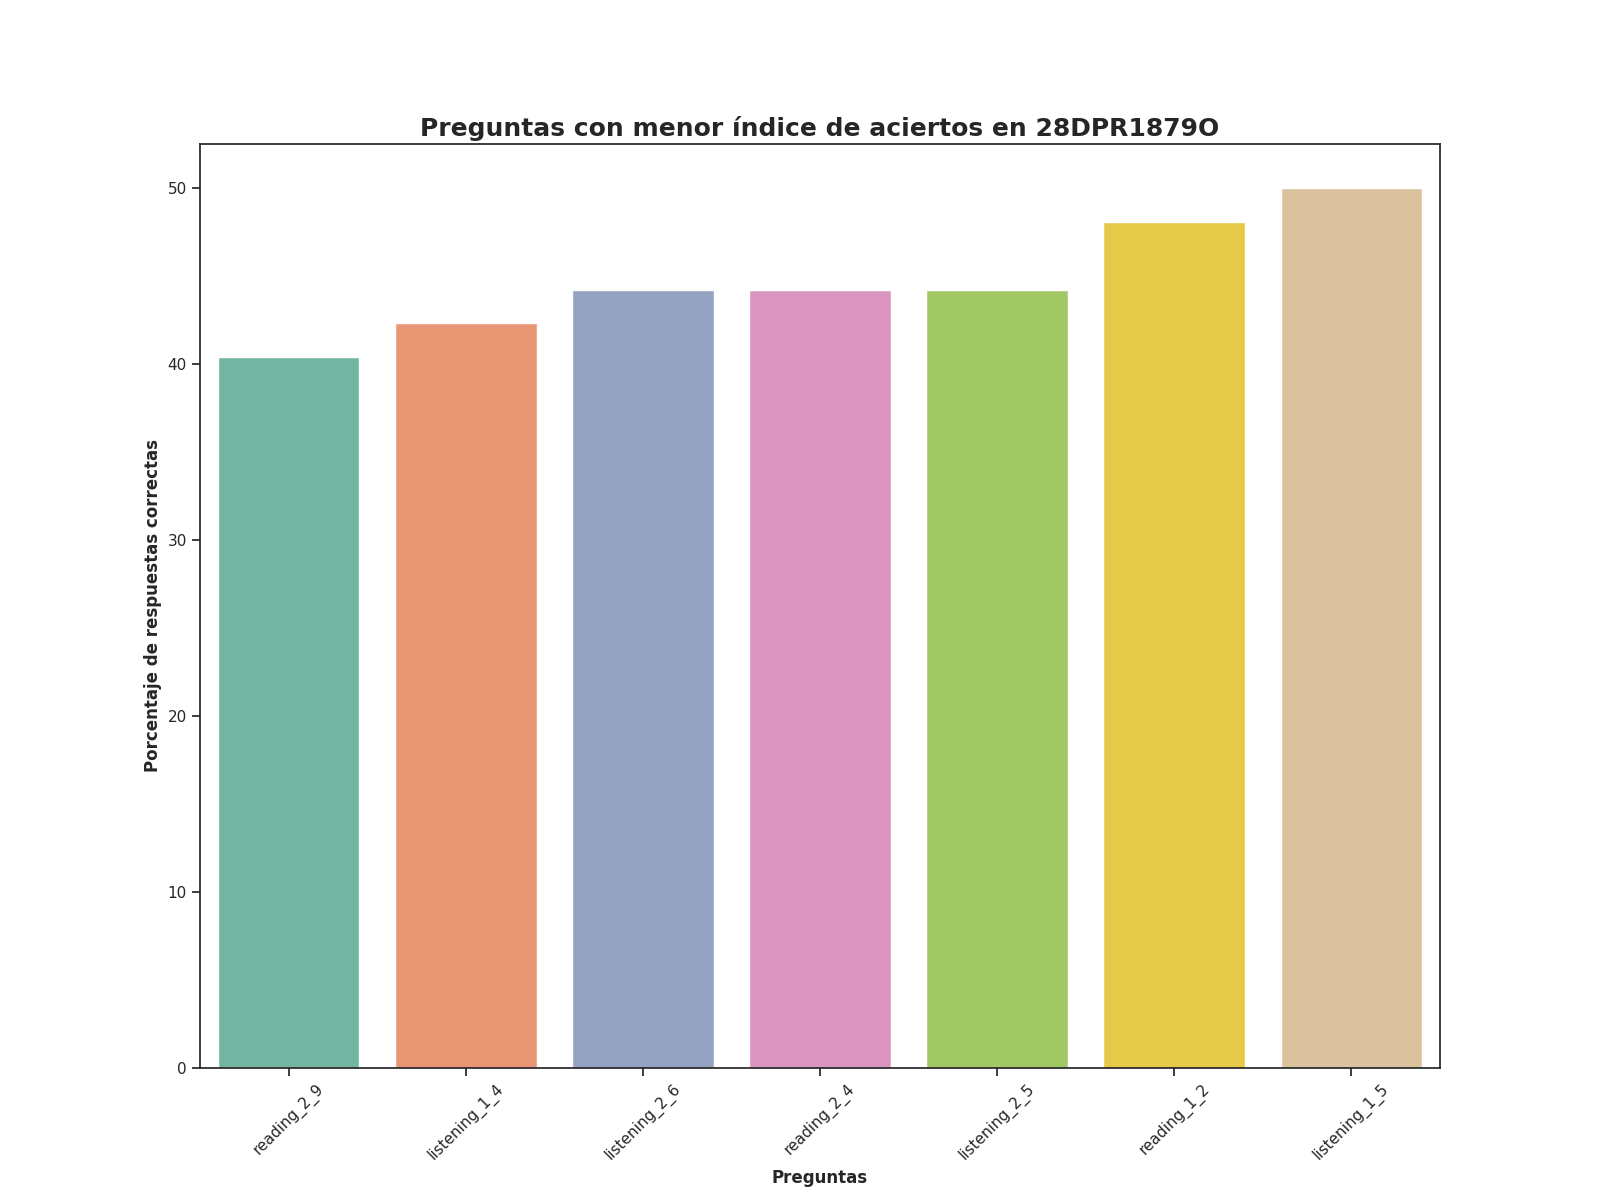 Preguntas con menor índice de aciertos en 28DPR1879O
Porcentaje de respuestas correctas
50
40
30
20
10
0
reading_2_9
listening_1_4
listening_2_6
reading_2_4
listening_2_5
reading_1_2
listening_1_5
Preguntas